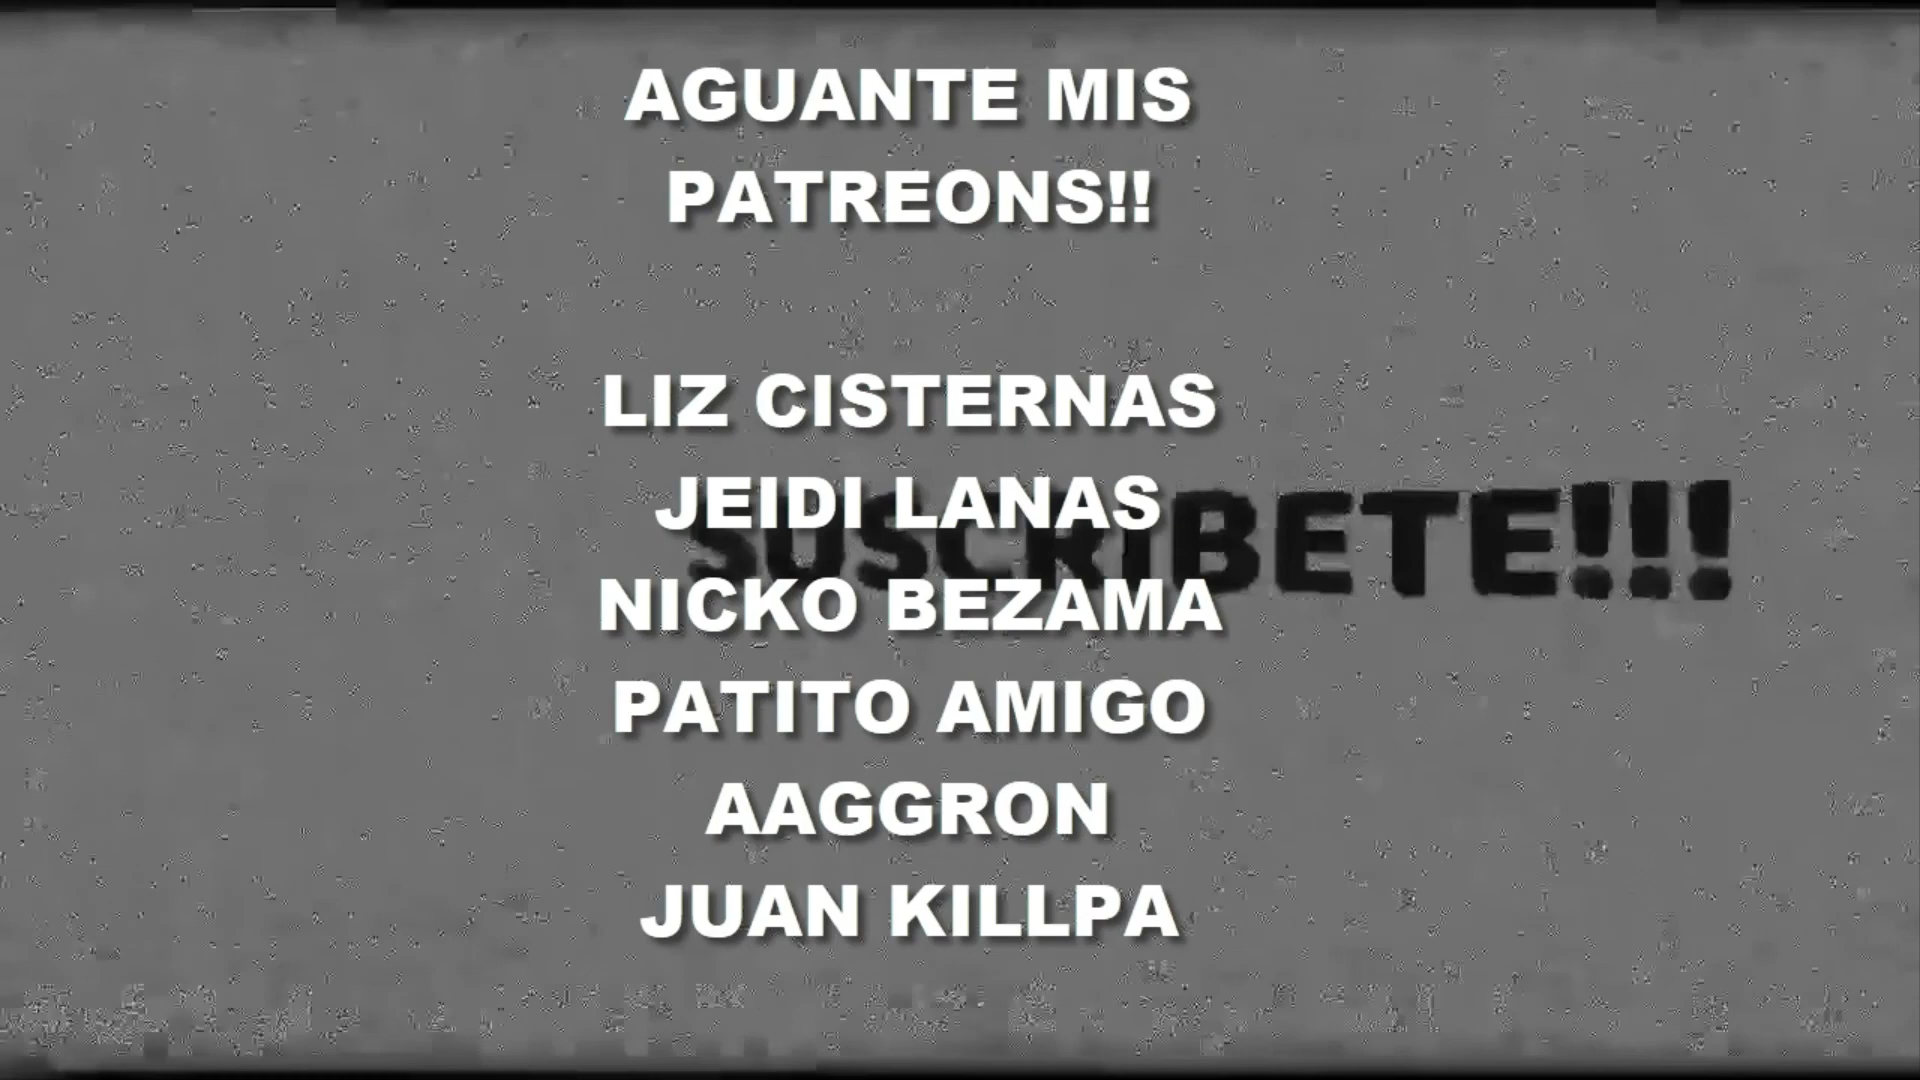 AGUANTE MIS
PATREONS!!
LIZ CISTERNAS
JEIDI LANAS
SUSCRIBETE!!!
NICKO BEZAMA
PATITO AMIGO
AAGGRON
JUAN KILLPA